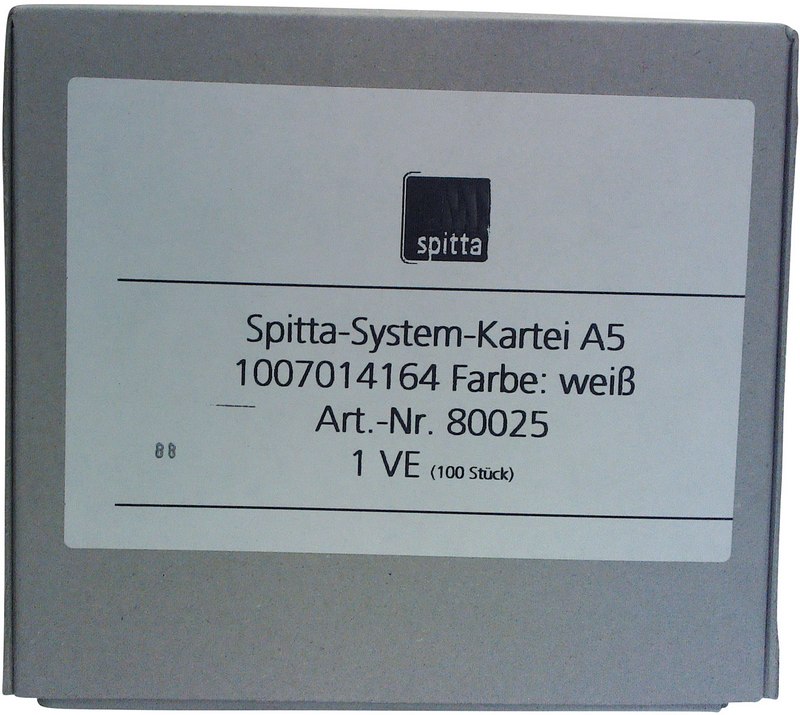 spitta
Spitta-System-Kartei A5
1007014164 Farbe: weiß
Art.-Nr. 80025
88
1 VE (100 Stück)